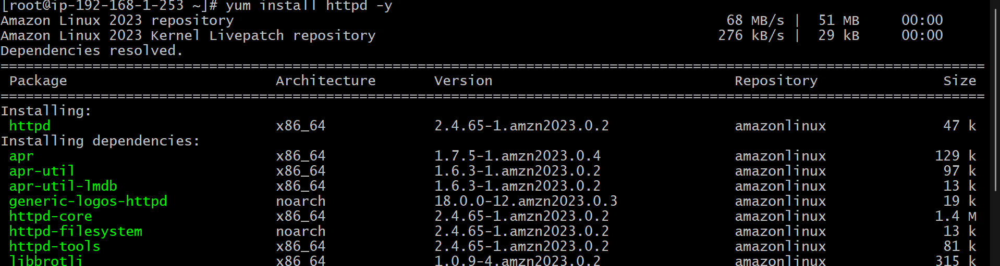 [root@ip-192-168-1-253 ~]# yum install httpd -y
Amazon Linux 2023 repository 68 MB/s | 51 MB 00:00
Amazon Linux 2023 Kernel Livepatch repository 276 kB/s | 29 kB 00:00
Dependencies resolved.
================================================================================
Package Architecture Version Repository Size
================================================================================
Installing:
httpd x86_64 2.4.65-1.amzn2023.0.2 amazonlinux 47 k
Installing dependencies:
apr x86_64 1.7.5-1.amzn2023.0.4 amazonlinux 129 k
apr-util x86_64 1.6.3-1.amzn2023.0.2 amazonlinux 97 k
apr-util-lmdb x86_64 1.6.3-1.amzn2023.0.2 amazonlinux 13 k
generic-logos-httpd noarch 18.0.0-12.amzn2023.0.3 amazonlinux 19 k
httpd-core x86_64 2.4.65-1.amzn2023.0.2 amazonlinux 1.4 M
httpd-filesystem noarch 2.4.65-1.amzn2023.0.2 amazonlinux 13 k
httpd-tools x86_64 2.4.65-1.amzn2023.0.2 amazonlinux 81 k
libbrotli x86_64 1.0.9-4.amzn2023.0.2 amazonlinux 315 k